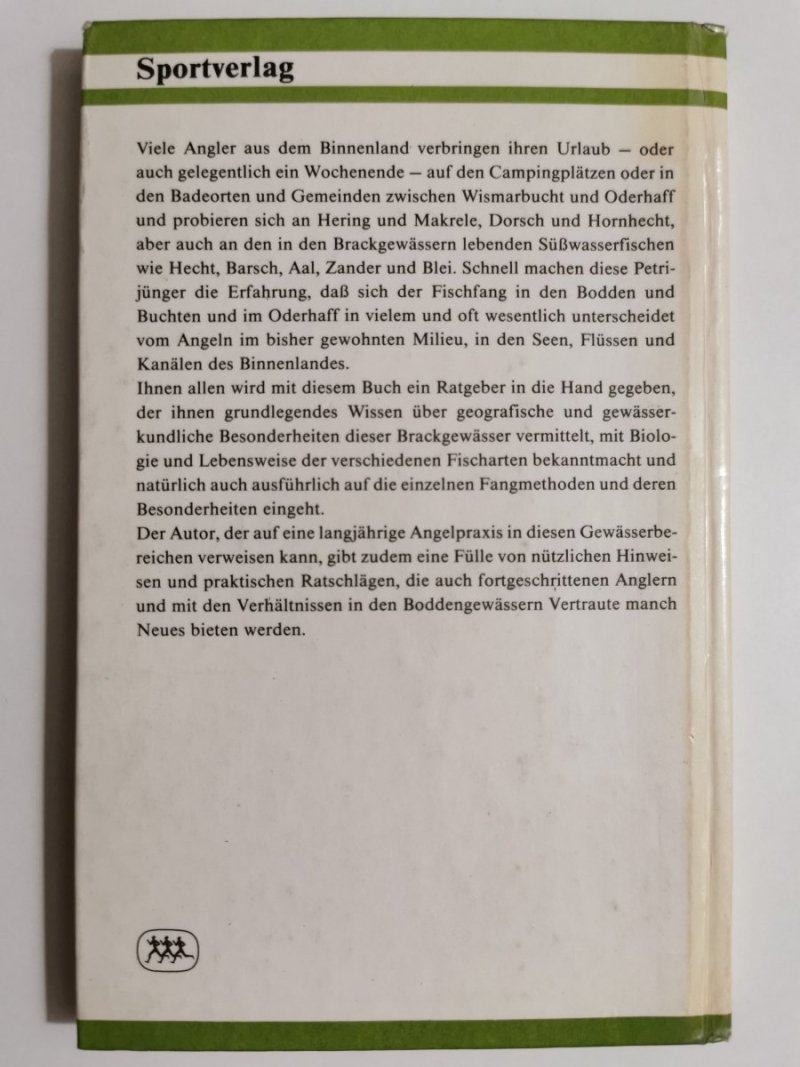 Sportverlag
Viele Angler aus dem Binnenland verbringen ihren Urlaub – oder
auch gelegentlich ein Wochenende – auf den Campingplätzen oder in
den Badeorten und Gemeinden zwischen Wismarbucht und Oderhaff
und probieren sich an Hering und Makrele, Dorsch und Hornhecht,
aber auch an den in den Brackgewässern lebenden Süßwasserfischen
wie Hecht, Barsch, Aal, Zander und Blei. Schnell machen diese Petri-
jünger die Erfahrung, daß sich der Fischfang in den Bodden und
Buchten und im Oderhaff in vielem und oft wesentlich unterscheidet
vom Angeln im bisher gewohnten Milieu, in den Seen, Flüssen und
Kanälen des Binnenlandes.
Ihnen allen wird mit diesem Buch ein Ratgeber in die Hand gegeben,
der ihnen grundlegendes Wissen über geografische und gewässer-
kundliche Besonderheiten dieser Brackgewässer vermittelt, mit Biolo-
gie und Lebensweise der verschiedenen Fischarten bekanntmacht und
natürlich auch ausführlich auf die einzelnen Fangmethoden und deren
Besonderheiten eingeht.
Der Autor, der auf eine langjährige Angelpraxis in diesen Gewässerbe-
reichen verweisen kann, gibt zudem eine Fülle von nützlichen Hinwei-
sen und praktischen Ratschlägen, die auch fortgeschrittenen Anglern
und mit den Verhältnissen in den Boddengewässern Vertraute manch
Neues bieten werden.